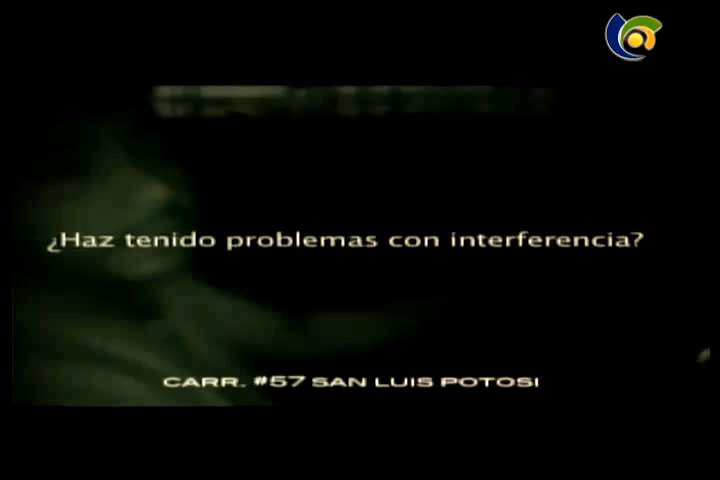 ¿Haz tenido problemas con interferencia?
CARR. #57 SAN LUIS POTOSI